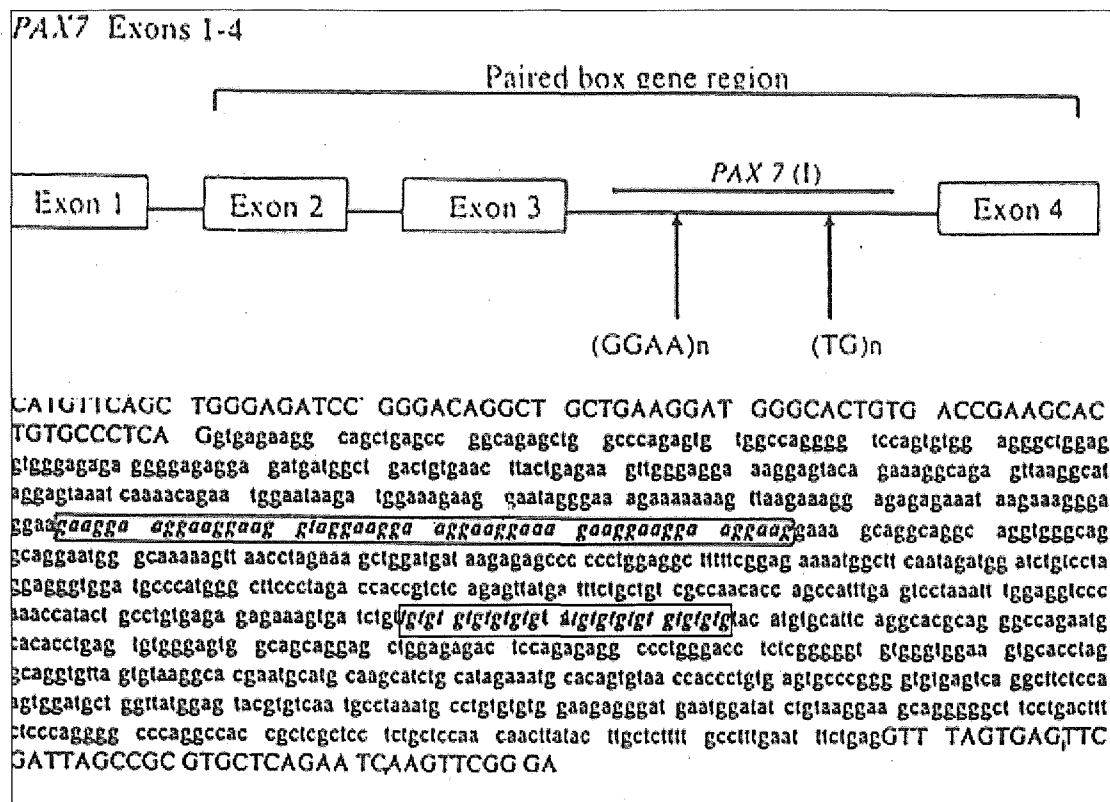 PAX7 Exons 1-4
Paired box gene region
PAX 7 (I)
Exon 1
Exon 2
Exon 3
Exon 4
(GGAA)n
(TG)n
CATGTTCAGC TGGGAGATCC GGGACAGGCT GCTGAAGGAT GGGCACTGTG ACCGAAGCAC
TGTGCCCTCA Ggtgagaagg cagctgagcc ggcagagctg gcccagagtg tggccagggg tccagtgtgg agggctggag
gtgggagaga ggggagagga gatgatggct gactgtgaac ttactgagaa gttgggagga aaggagtaca gaaaggcaga gttaaggcat
aggagtaaat caaaacagaa tggaataaga tggaaagaag gaatagggaa agaaaaaaag ttaagaaagg agagagaaat aagaaaggga
ggaagaagga aggaaggaag gtaggaagga aggaaggaaa gaaggaagga aggaaggaaa gcaggcaggc aggtgggcag
gcaggaatgg gcaaaaagtt aacctagaaa gctggatgat aagagagccc ccctggaggc tttttcggag aaaatggctt caatagatgg atctgtccta
ggagggtgga tgcccatggg cttccctaga ccaccgtctc agagttatga tttctgctgt cgccaacacc agccatttga gtcctaaatt tggaggtccc
aaaccatact gcctgtgaga gagaaagtga tctgttgtgt gtgtgtgtgt atgtgtgtgt gtgtgtgtac atgtgcattc aggcacgcag ggccagaatg
cacacctgag tgtgggagtg gcagcaggag ctggagagac tccagagagg ccctgggacc tctcgggggt gtgggtggaa gtgcacctag
gcaggtgtta gtgtaaggca cgaatgcatg caagcatctg catagaaatg cacagtgtaa ccaccctgtg agtgcccggg gtgtgagtca ggcttctcca
agtggatgct ggttatggag tacgtgtcaa tgcctaaatg cctgtgtgtg gaagagggat gaatggatat ctgtaaggaa gcaggggggct tcctgacttt
ctcccagggg cccaggccac cgctcgctcc tctgctccaa caacttatac ttgctctttt gcctttgaat ttctgagGTT TAGTGAGTTC
GATTAGCCGC GTGCTCAGAA TCAAGTTCGG GA